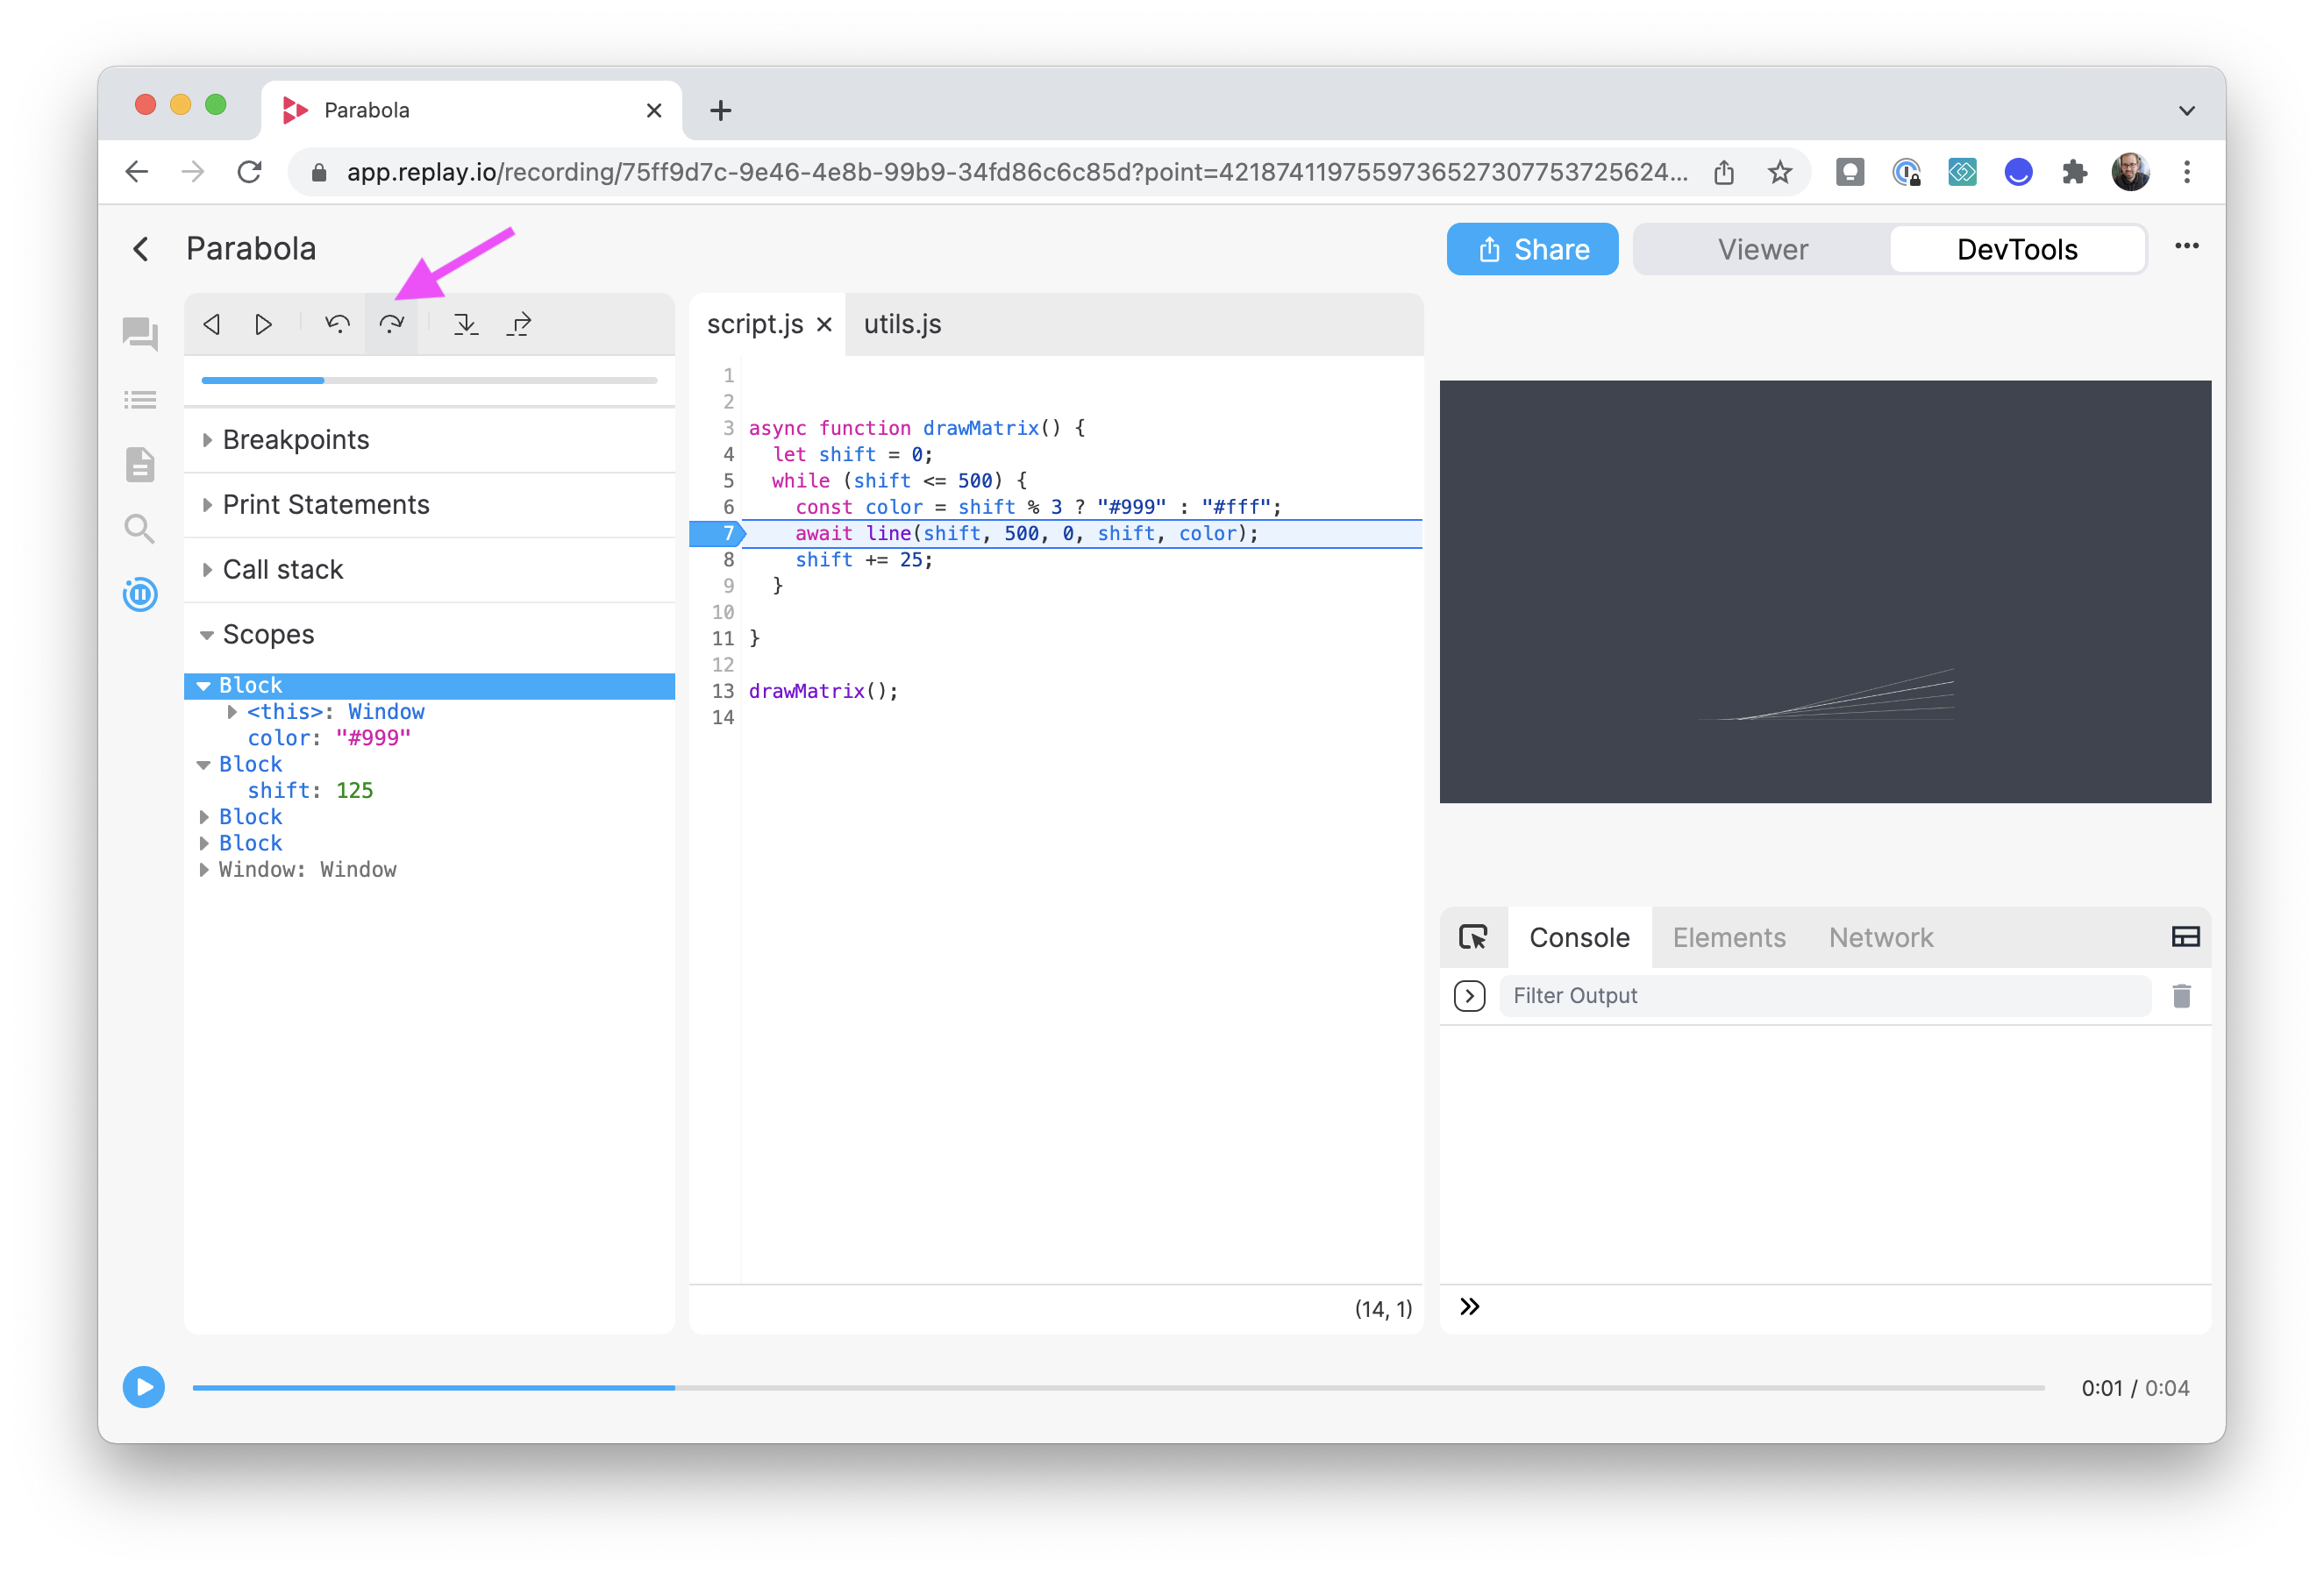 Parabola
app.replay.io/recording/75ff9d7c-9e46-4e8b-99b9-34fd86c6c85d?point=42187411975597365273077537256​24...
Parabola
Share
Viewer
DevTools
Breakpoints
Print Statements
Call stack
Scopes
Block
<this>: Window
color: "#999"
Block
shift: 125
Block
Block
Window: Window
script.js
utils.js
1
2
3 async function drawMatrix() {
4 let shift = 0;
5 while (shift <= 500) {
6 const color = shift % 3 ? "#999" : "#fff";
7 await line(shift, 500, 0, shift, color);
8 shift += 25;
9 }
10
11 }
12
13 drawMatrix();
14
(14, 1)
Console
Elements
Network
Filter Output
0:01 / 0:04